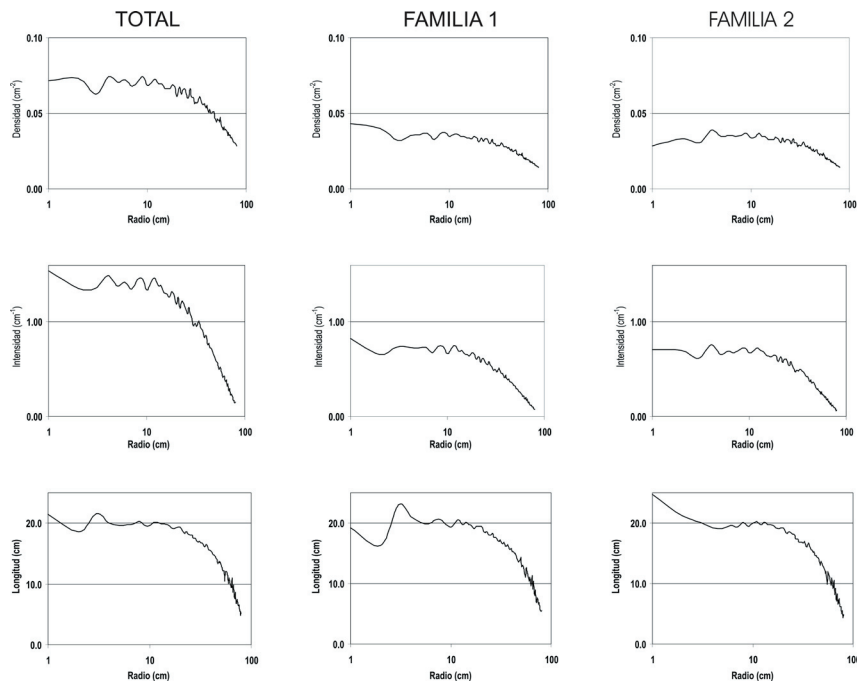 TOTAL FAMILIA 1 FAMILIA 2
0.10 0.10 0.10
Densidad (cm-2) Densidad (cm-2) Densidad (cm-2)
0.05 0.05 0.05
0.00 0.00 0.00
1 10 100 1 10 100 1 10 100
Radio (cm) Radio (cm) Radio (cm)
Intensidad (cm-1) Intensidad (cm-1) Intensidad (cm-1)
1.00 1.00 1.00
0.00 0.00 0.00
1 10 100 1 10 100 1 10 100
Radio (cm) Radio (cm) Radio (cm)
Longitud (cm) Longitud (cm) Longitud (cm)
20.0 20.0 20.0
10.0 10.0 10.0
0.0 0.0 0.0
1 10 100 1 10 100 1 10 100
Radio (cm) Radio (cm) Radio (cm)